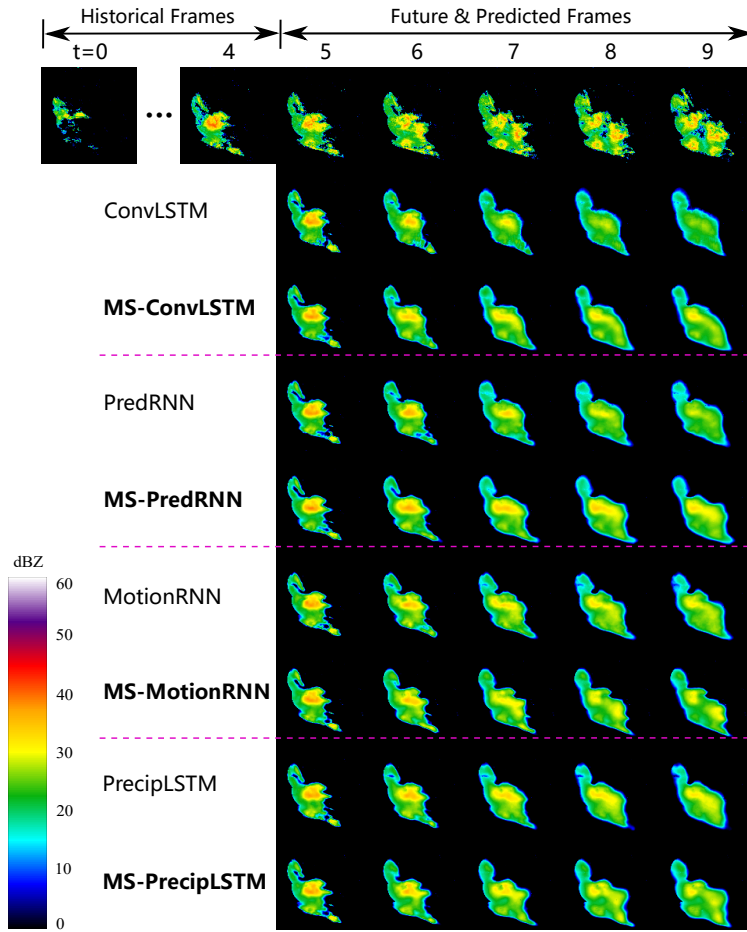 Historical Frames Future & Predicted Frames
t=0 4 5 6 7 8 9
ConvLSTM
MS-ConvLSTM
PredRNN
MS-PredRNN
dBZ
60
MotionRNN
50
MS-MotionRNN
40
30
PrecipLSTM
20
10
MS-PrecipLSTM
0